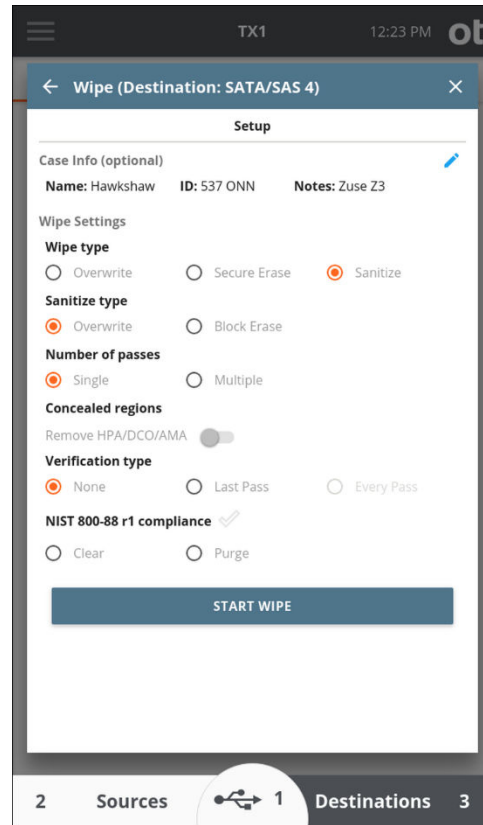 TX1 12:23 PM ot
Wipe (Destination: SATA/SAS 4)
Setup
Case Info (optional)
Name: Hawkshaw ID: 537 ONN Notes: Zuse Z3
Wipe Settings
Wipe type
Overwrite Secure Erase Sanitize
Sanitize type
Overwrite Block Erase
Number of passes
Single Multiple
Concealed regions
Remove HPA/DCO/AMA
Verification type
None Last Pass Every Pass
NIST 800-88 r1 compliance
Clear Purge
START WIPE
2 Sources 1 Destinations 3